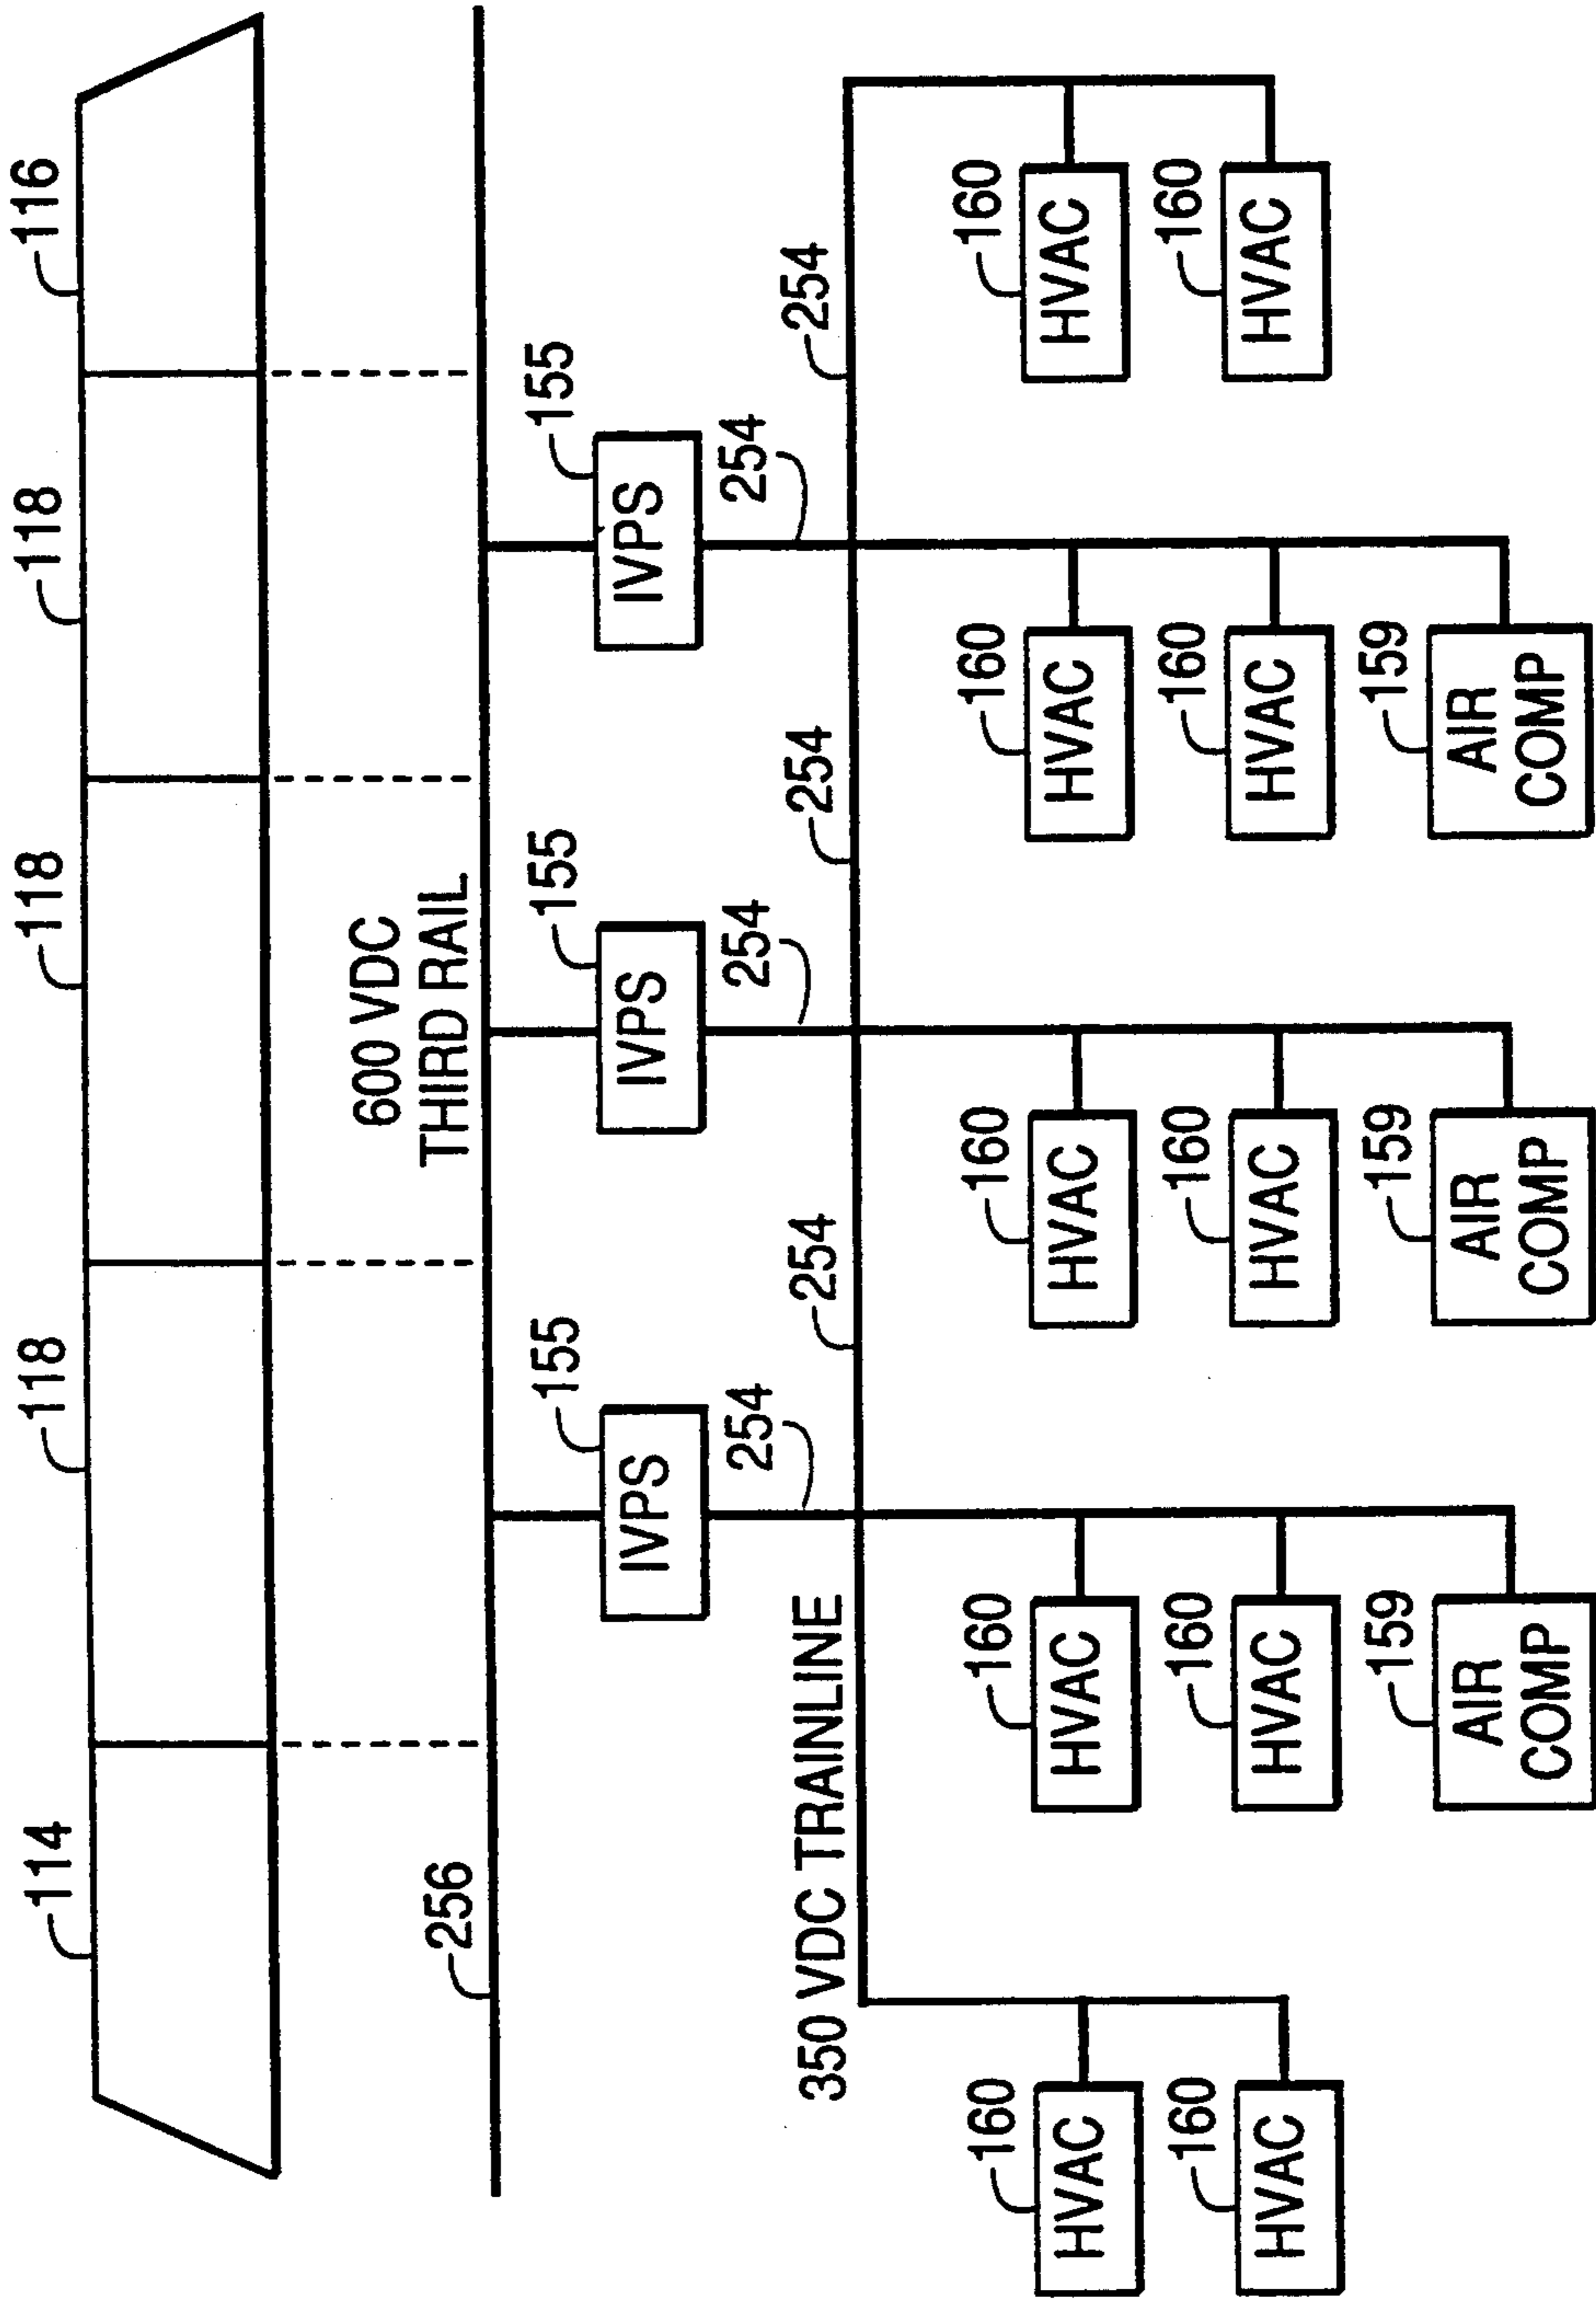 114
118
118
118
116
256
600 VDC
THIRD RAIL
155
IVPS
155
IVPS
155
IVPS
254
254
254
350 VDC TRAINLINE
254
254
254
160
HVAC
160
HVAC
160
HVAC
160
HVAC
160
HVAC
160
HVAC
160
HVAC
160
HVAC
160
HVAC
160
HVAC
159
AIR
COMP
159
AIR
COMP
159
AIR
COMP